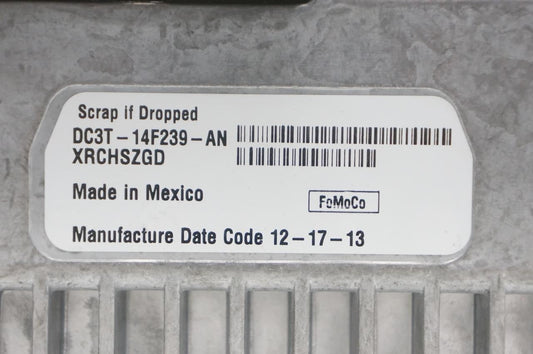 Scrap if Dropped
DC3T-14F239-AN
XRCHSZGD
Made in Mexico
FoMoCo
Manufacture Date Code 12-17-13